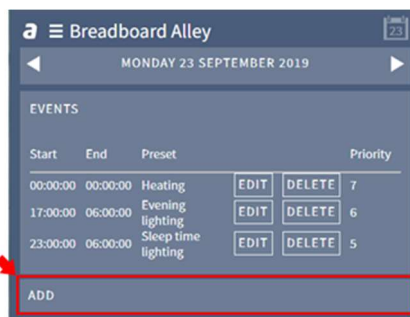 a ☰ Breadboard Alley 23
MONDAY 23 SEPTEMBER 2019
EVENTS
Start End Preset Priority
00:00:00 00:00:00 Heating EDIT DELETE 7
17:00:00 06:00:00 Evening lighting EDIT DELETE 6
23:00:00 06:00:00 Sleep time lighting EDIT DELETE 5
ADD